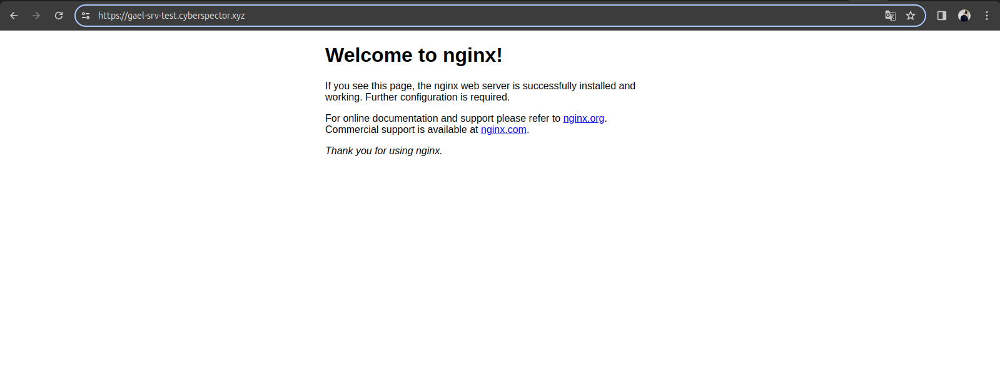 https://gael-srv-test.cyberspector.xyz
Welcome to nginx!
If you see this page, the nginx web server is successfully installed and
working. Further configuration is required.
For online documentation and support please refer to nginx.org.
Commercial support is available at nginx.com.
Thank you for using nginx.